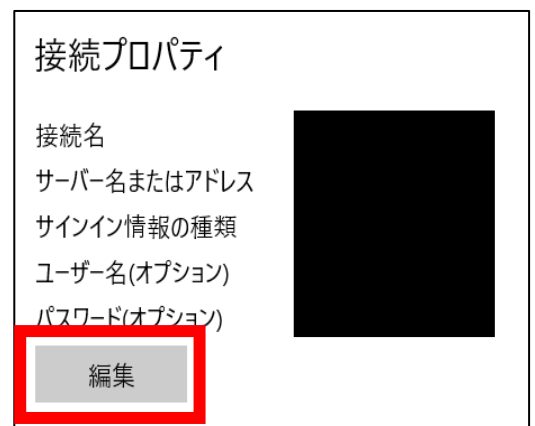 接続プロパティ
接続名
サーバー名またはアドレス
サインイン情報の種類
ユーザー名(オプション)
パスワード(オプション)
編集